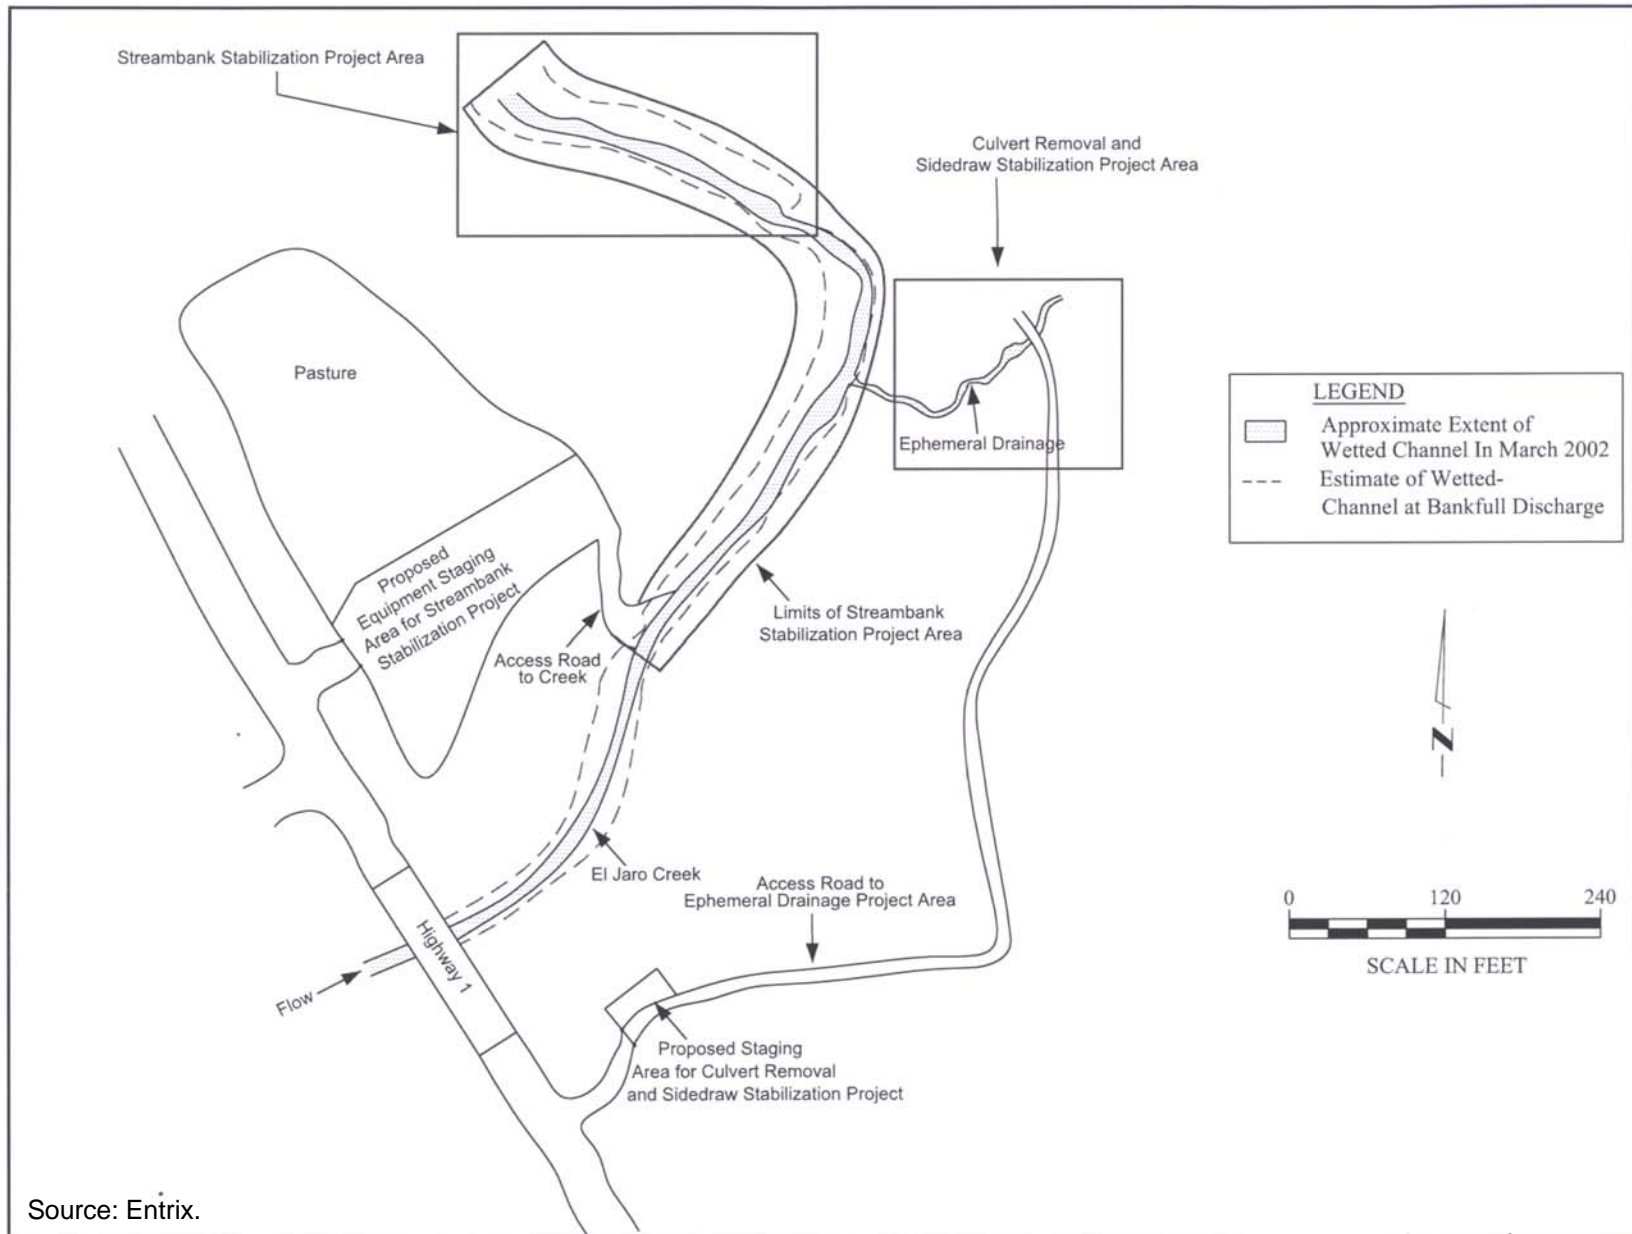 Streambank Stabilization Project Area
Culvert Removal and
Sidedraw Stabilization Project Area
Pasture
Ephemeral Drainage
LEGEND
Approximate Extent of
Wetted Channel In March 2002
Estimate of Wetted-
Channel at Bankfull Discharge
Proposed
Equipment Staging
Area for Streambank
Stabilization Project
Limits of Streambank
Stabilization Project Area
Access Road
to Creek
N
El Jaro Creek
Access Road to
Ephemeral Drainage Project Area
0 120 240
SCALE IN FEET
Highway 1
Flow
Proposed Staging
Area for Culvert Removal
and Sidedraw Stabilization Project
Source: Entrix.